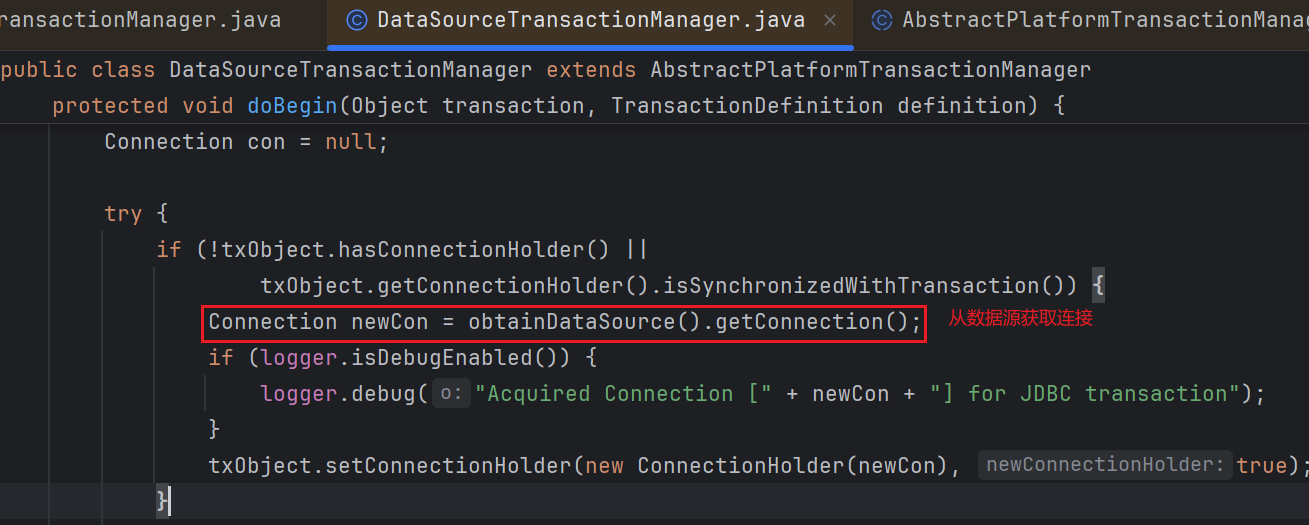 ransactionManager.java
DataSourceTransactionManager.java
AbstractPlatformTransactionManag
public class DataSourceTransactionManager extends AbstractPlatformTransactionManager
protected void doBegin(Object transaction, TransactionDefinition definition) {
Connection con = null;
try {
if (!txObject.hasConnectionHolder() ||
txObject.getConnectionHolder().isSynchronizedWithTransaction()) {
Connection newCon = obtainDataSource().getConnection(); 从数据源获取连接
if (logger.isDebugEnabled()) {
logger.debug( o: "Acquired Connection [" + newCon + "] for JDBC transaction");
}
txObject.setConnectionHolder(new ConnectionHolder(newCon), newConnectionHolder: true);
}